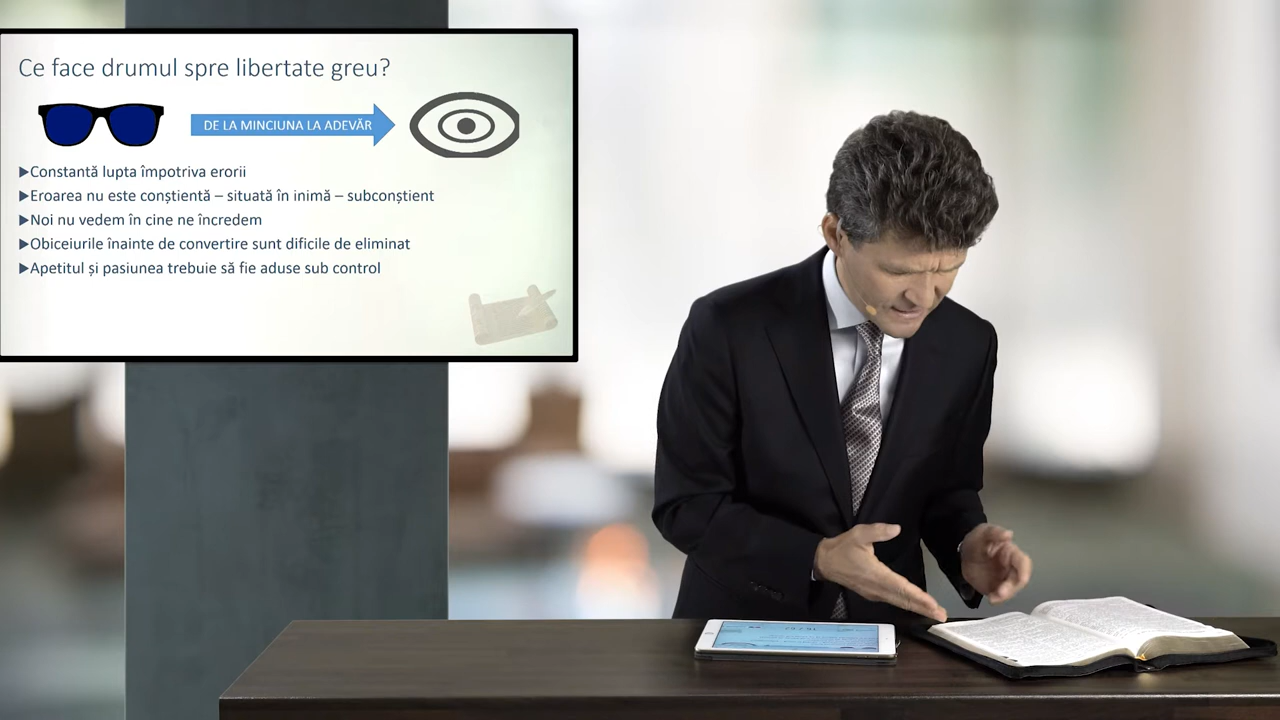 Ce face drumul spre libertate greu?
DE LA MINCIUNA LA ADEVĂR
▶Constantă lupta împotriva erorii
▶Eroarea nu este conștientă – situată în inimă – subconștient
▶Noi nu vedem în cine ne încredem
▶Obiceiurile înainte de convertire sunt dificile de eliminat
▶Apetitul și pasiunea trebuie să fie aduse sub control